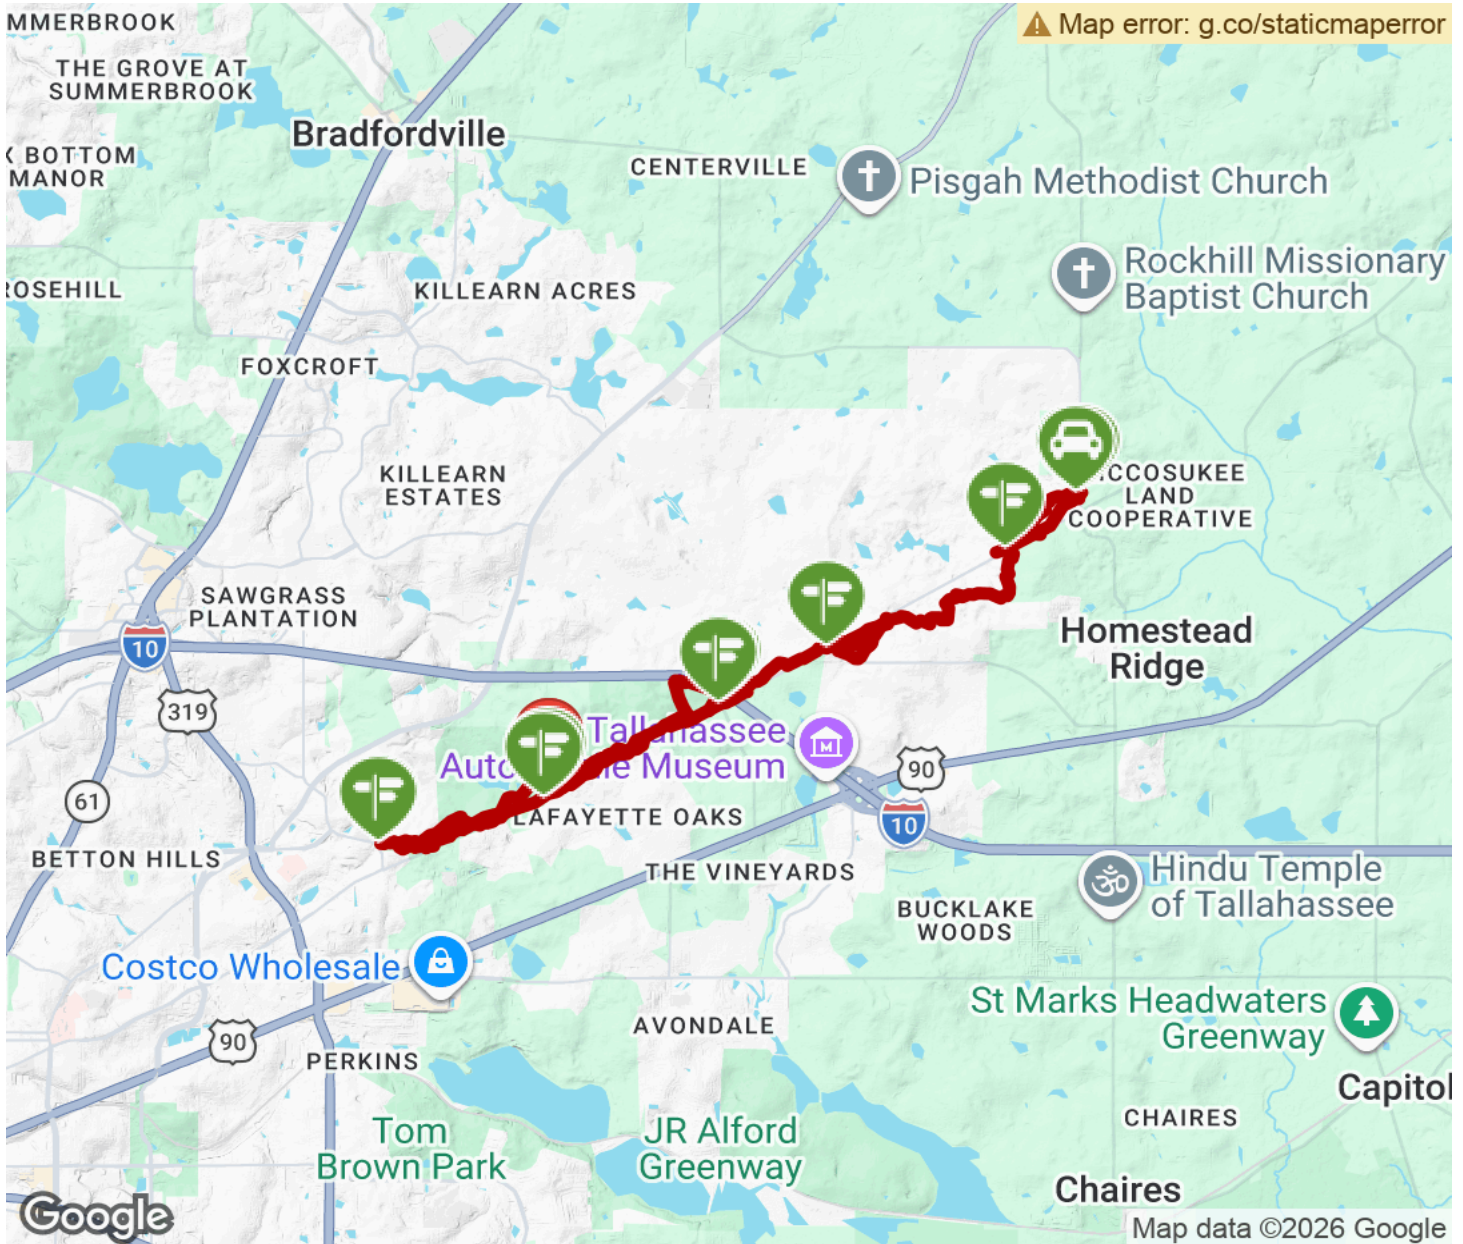 MMERBROOK
Map error: g.co/staticmaperror
THE GROVE AT
SUMMERBROOK
Bradfordville
X BOTTOM
MANOR
CENTERVILLE
Pisgah Methodist Church
Rockhill Missionary
Baptist Church
ROSEHILL
KILLEARN ACRES
FOXCROFT
KILLEARN
ESTATES
ICCOSUKEE
LAND
COOPERATIVE
SAWGRASS
PLANTATION
Homestead
Ridge
10
319
Tallahassee
Museum
M
90
61
10
LAFAYETTE OAKS
BETTON HILLS
THE VINEYARDS
Hindu Temple
of Tallahassee
BUCKLAKE
WOODS
Costco Wholesale
St Marks Headwaters
Greenway
AVONDALE
90
PERKINS
Capitol
CHAIRES
Tom
Brown Park
JR Alford
Greenway
Chaires
Google
Map data ©2026 Google